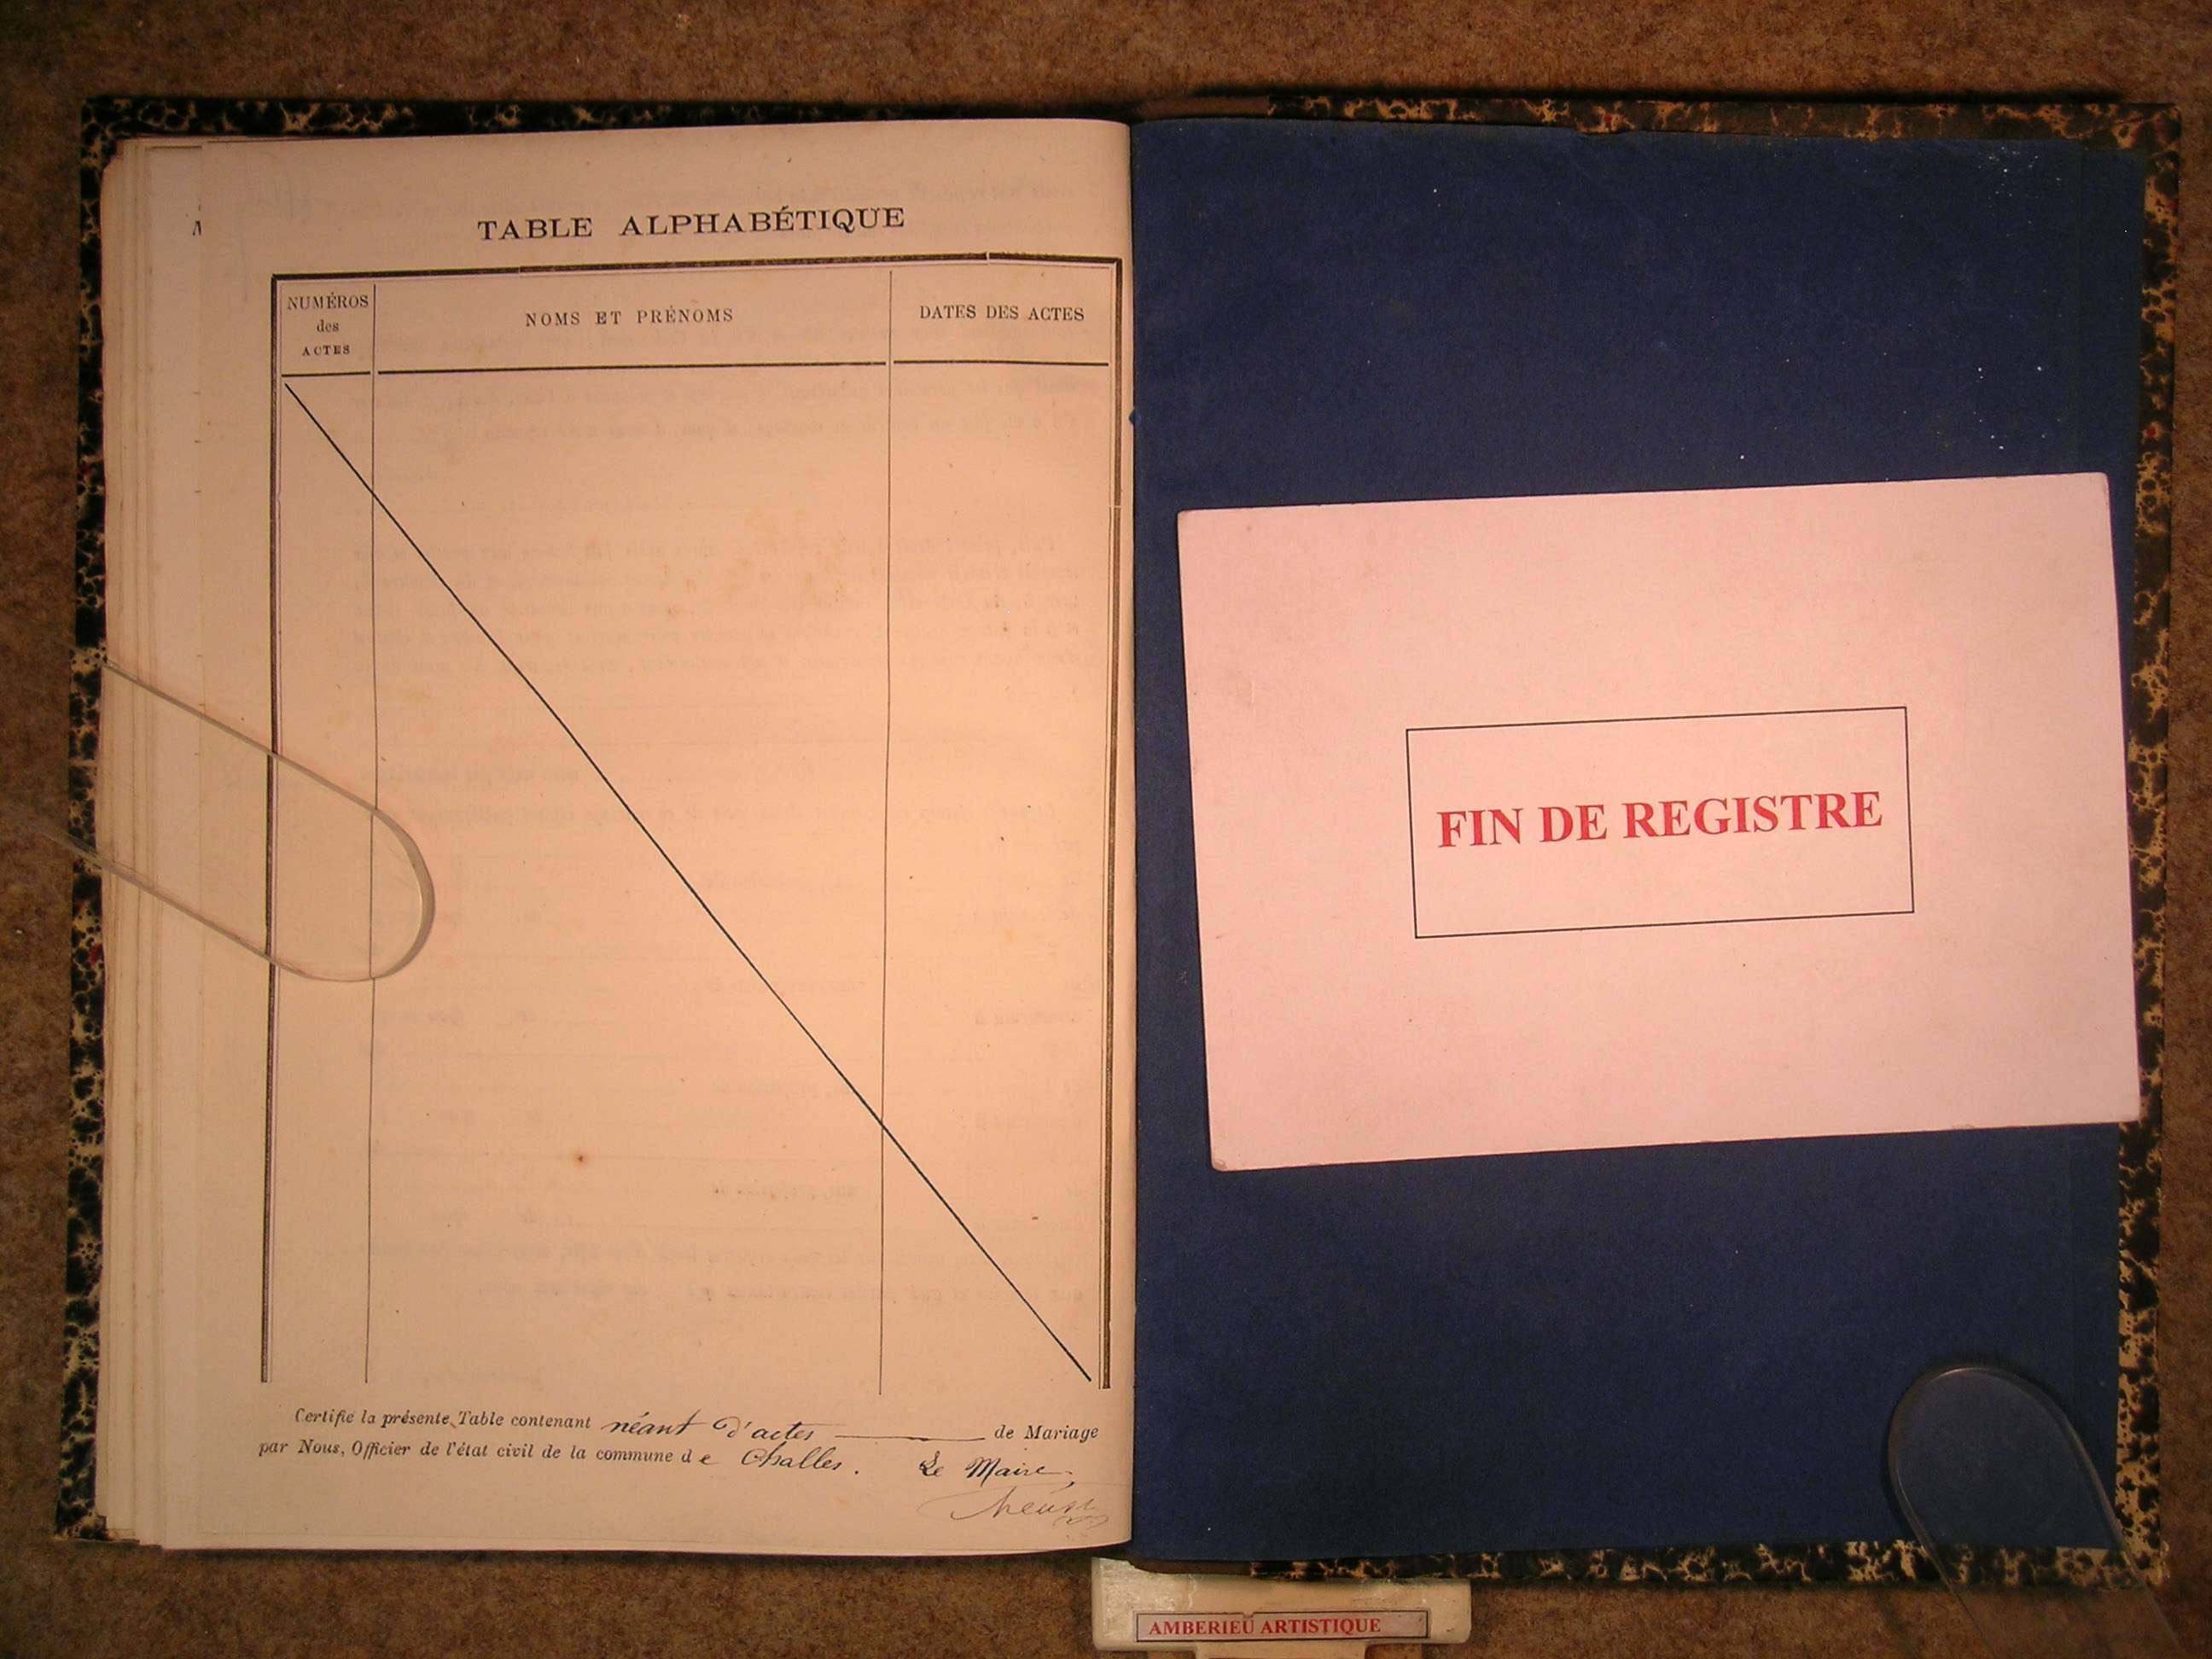 TABLE ALPHABÉTIQUE
NUMÉROS
des
ACTES
NOMS ET PRÉNOMS
DATES DES ACTES
Certifié la présente Table contenant néant d'actes de Mariage
par Nous, Officier de l'état civil de la commune de Challes. Le Maire
FIN DE REGISTRE
AMBERIEU ARTISTIQUE